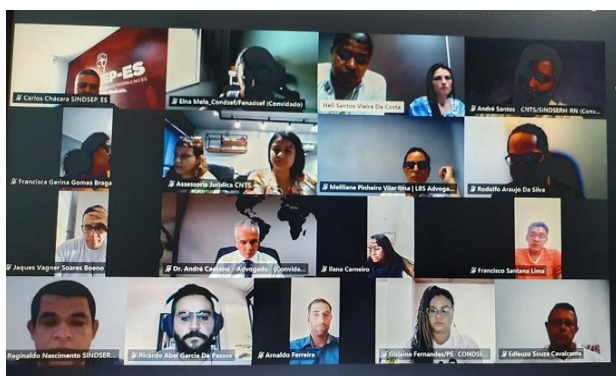 EP-ES
Carlos Chácara SINDSEP ES
Elna Melo_Condsef/Fenadsef (Convidado)
Heli Santos Vieira Da Costa
André Santos CNTS/SINDSERH RN (Conv...
Francisca Gerina Gomes Braga
Assessoria Jurídica CNTS
Meilliane Pinheiro Vilar lima | LBS Advoga...
Rodolfo Araujo Da Silva
Jaques Vagner Soares Boeno
Dr. André Caetano - Advogado (Convida...
Ilana Carneiro
Francisco Santana Lima
Reginaldo Nascimento SINDSER...
Ricardo Abel Garcia De Passos
Arnaldo Ferreira
Gislaine Fernandes/PE- CONDSE...
Edleuzo Souza Cavalcante